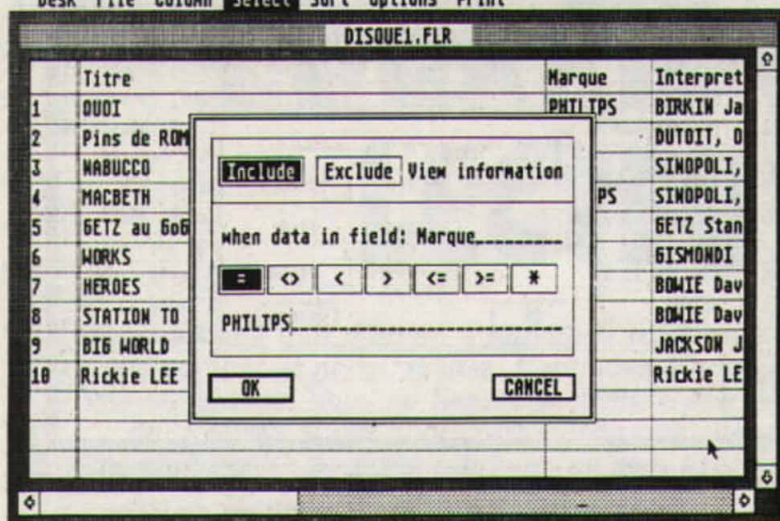 Desk File Column Select Sort Options Print
DISQUE1.FLR
Titre Marque Interpret
1 QUOI PHILIPS BIRKIN Ja
2 Pins de ROM DUTOIT, O
3 NABUCCO SINOPOLI,
4 MACBETH PS SINOPOLI,
5 GETZ au GoG GETZ Stan
6 WORKS GISMONDI
7 HEROES BOWIE Dav
8 STATION TO BOWIE Dav
9 BIG WORLD JACKSON J
10 Rickie LEE Rickie LE
Include Exclude View information
when data in field: Marque
= <> < > <= >= *
PHILIPS
OK CANCEL